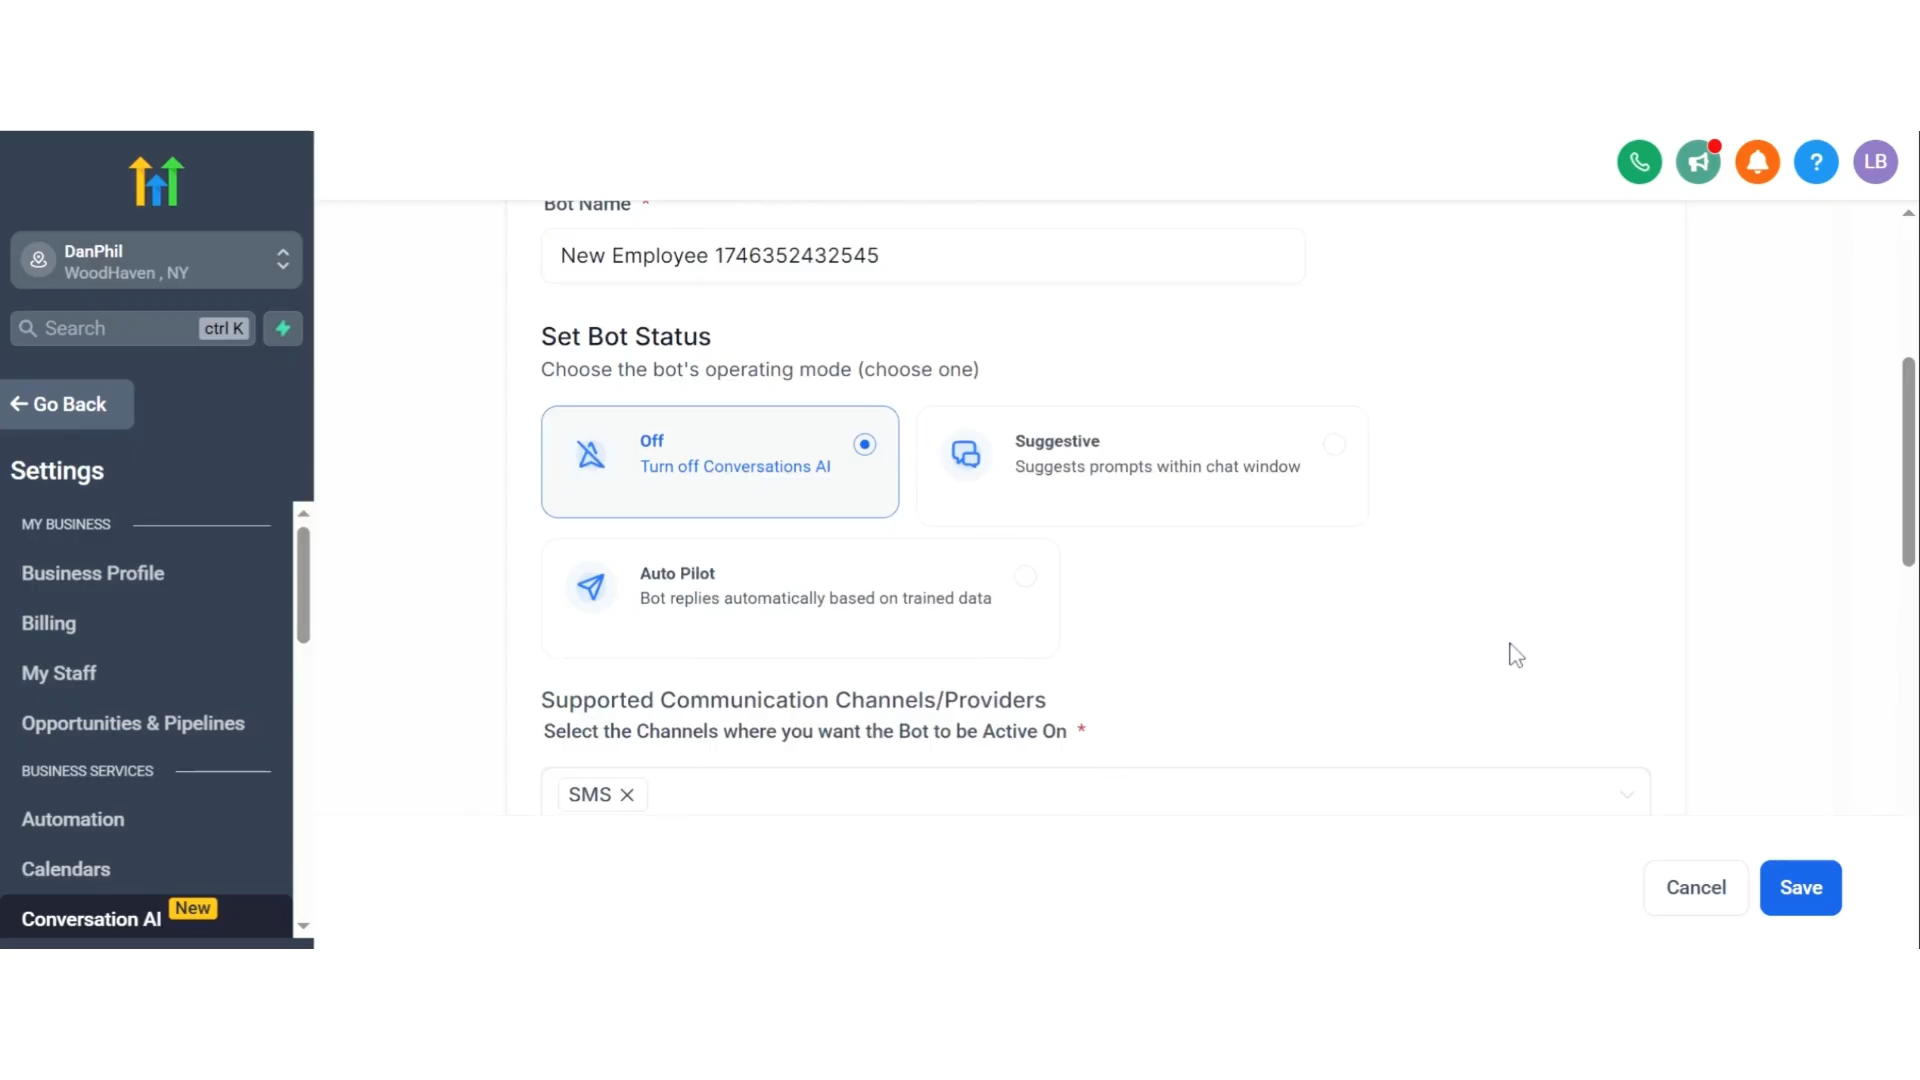 LB
DanPhil
WoodHaven , NY
Search
ctrl K
Go Back
Settings
MY BUSINESS
Business Profile
Billing
My Staff
Opportunities & Pipelines
BUSINESS SERVICES
Automation
Calendars
Conversation AI
New
Bot Name *
New Employee 1746352432545
Set Bot Status
Choose the bot's operating mode (choose one)
Off
Turn off Conversations AI
Suggestive
Suggests prompts within chat window
Auto Pilot
Bot replies automatically based on trained data
Supported Communication Channels/Providers
Select the Channels where you want the Bot to be Active On *
SMS
Cancel
Save